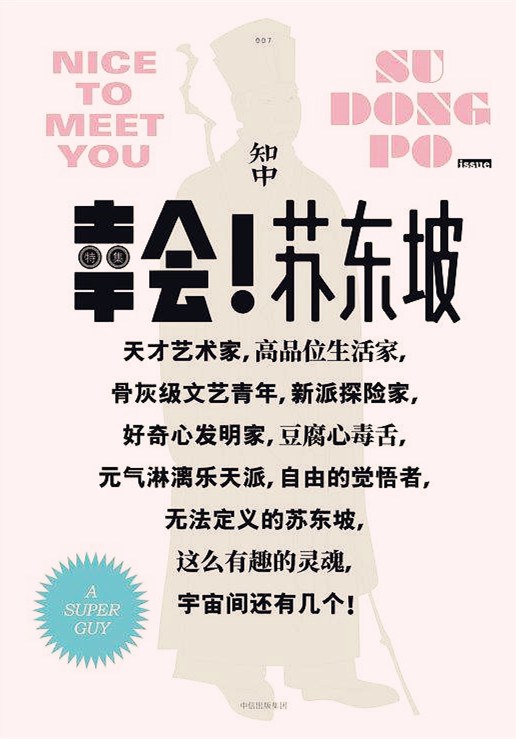 007
NICE
TO
MEET
YOU
SU
DONG
PO
issue
知中
幸会!苏东坡
特集
天才艺术家,高品位生活家,
骨灰级文艺青年,新派探险家,
好奇心发明家,豆腐心毒舌,
元气淋漓乐天派,自由的觉悟者,
无法定义的苏东坡,
这么有趣的灵魂,
宇宙间还有几个!
A
SUPER
GUY
中信出版集团